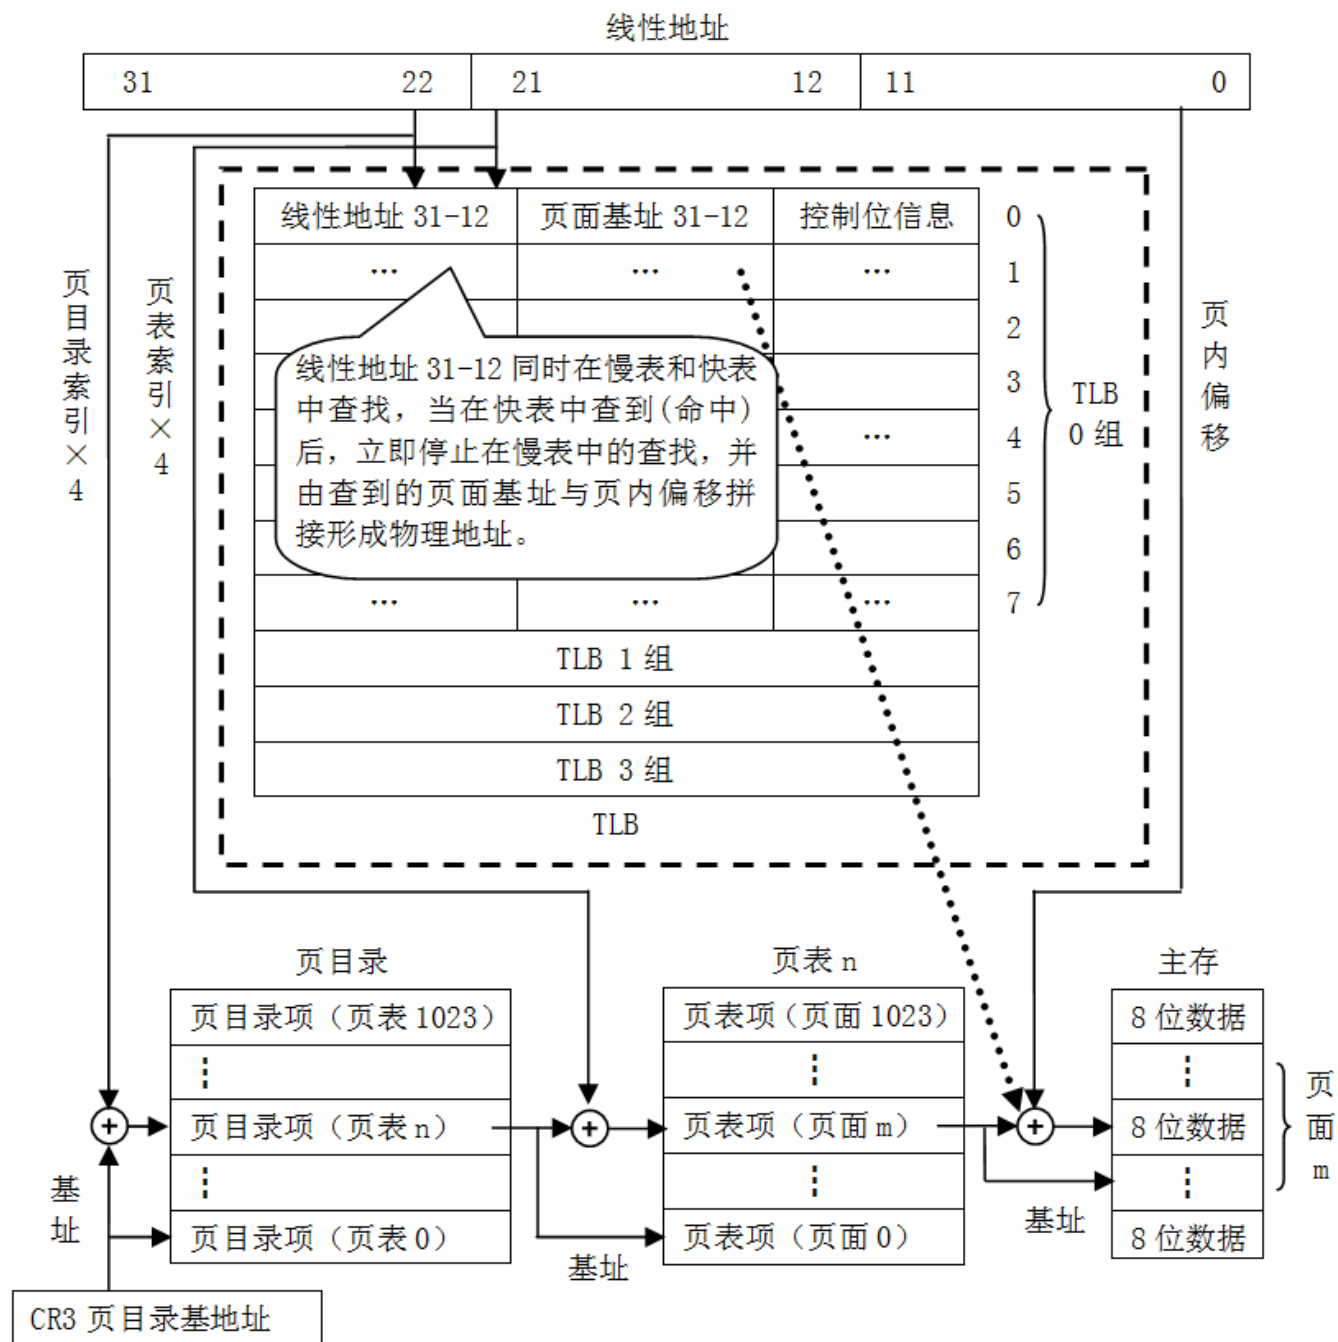 线性地址
31 22 21 12 11 0
线性地址 31-12 页面基址 31-12 控制位信息 0
… … … 1
2
3
… 4
5
6
… … … 7
线性地址 31-12 同时在慢表和快表
中查找，当在快表中查到(命中)
后，立即停止在慢表中的查找，并
由查到的页面基址与页内偏移拼
接形成物理地址。
TLB
0 组
页目录索引×4
页表索引×4
页内偏移
TLB 1 组
TLB 2 组
TLB 3 组
TLB
页目录 页表 n 主存
页目录项（页表 1023） 页表项（页面 1023） 8 位数据
页目录项（页表 n） 页表项（页面 m） 8 位数据
页目录项（页表 0） 页表项（页面 0） 8 位数据
页面 m
基址
基址
基址
CR3 页目录基地址